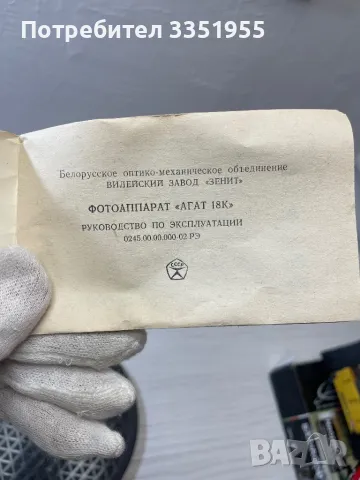 Потребител 3351955
Белорусское оптико-механическое объединение
ВИЛЕЙСКИЙ ЗАВОД «ЗЕНИТ»
ФОТОАППАРАТ «АГАТ 18К»
РУКОВОДСТВО ПО ЭКСПЛУАТАЦИИ
0245.00.00.000-02 РЭ
СССР
bazar